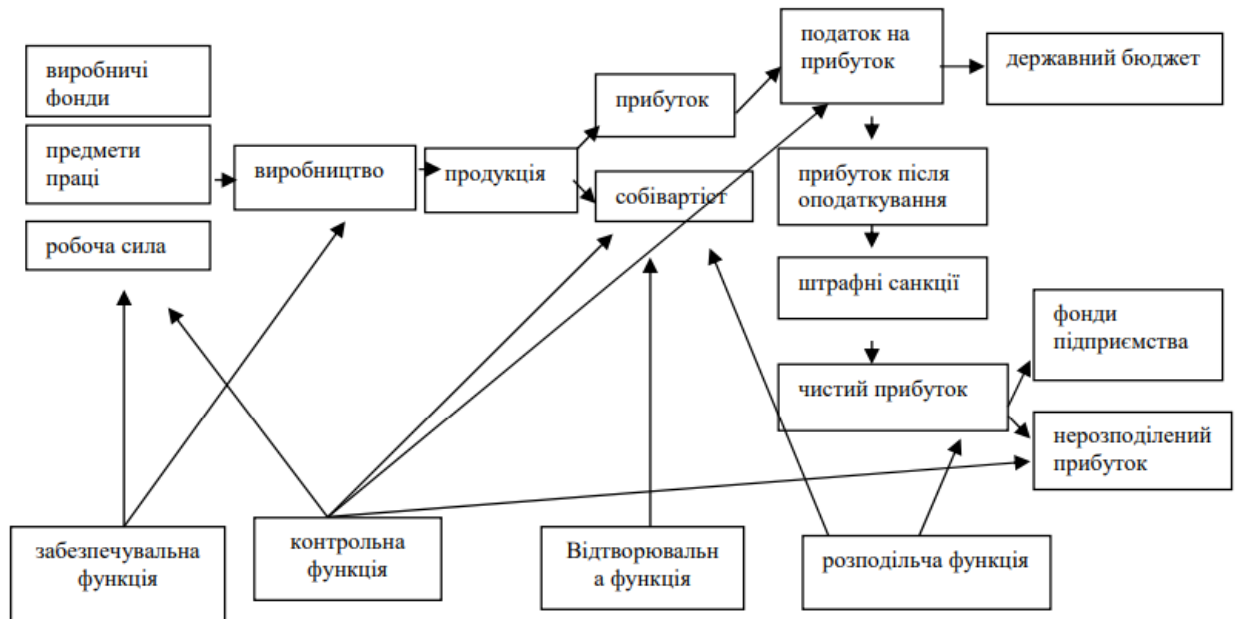 виробничі
фонди
предмети
праці
робоча сила
виробництво
продукція
прибуток
собівартіст
податок на
прибуток
державний бюджет
прибуток після
оподаткування
штрафні санкції
чистий прибуток
фонди
підприємства
нерозподілений
прибуток
забезпечувальна
функція
контрольна
функція
Відтворювальн
а функція
розподільча функція